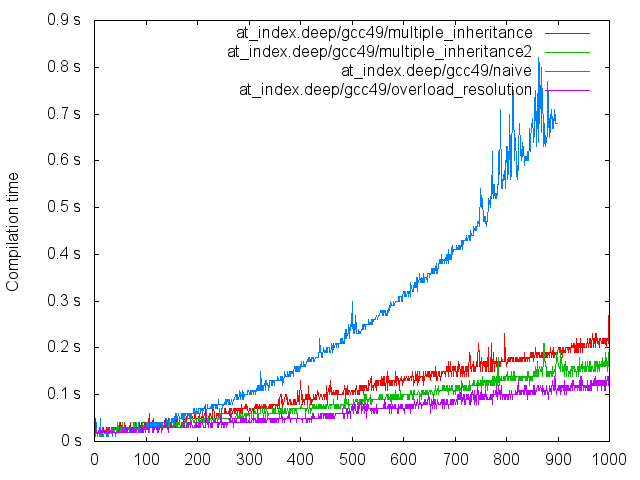 0.9 s
0.8 s
0.7 s
0.6 s
0.5 s
0.4 s
0.3 s
0.2 s
0.1 s
0 s
Compilation time
at_index.deep/gcc49/multiple_inheritance
at_index.deep/gcc49/multiple_inheritance2
at_index.deep/gcc49/naive
at_index.deep/gcc49/overload_resolution
0 100 200 300 400 500 600 700 800 900 1000